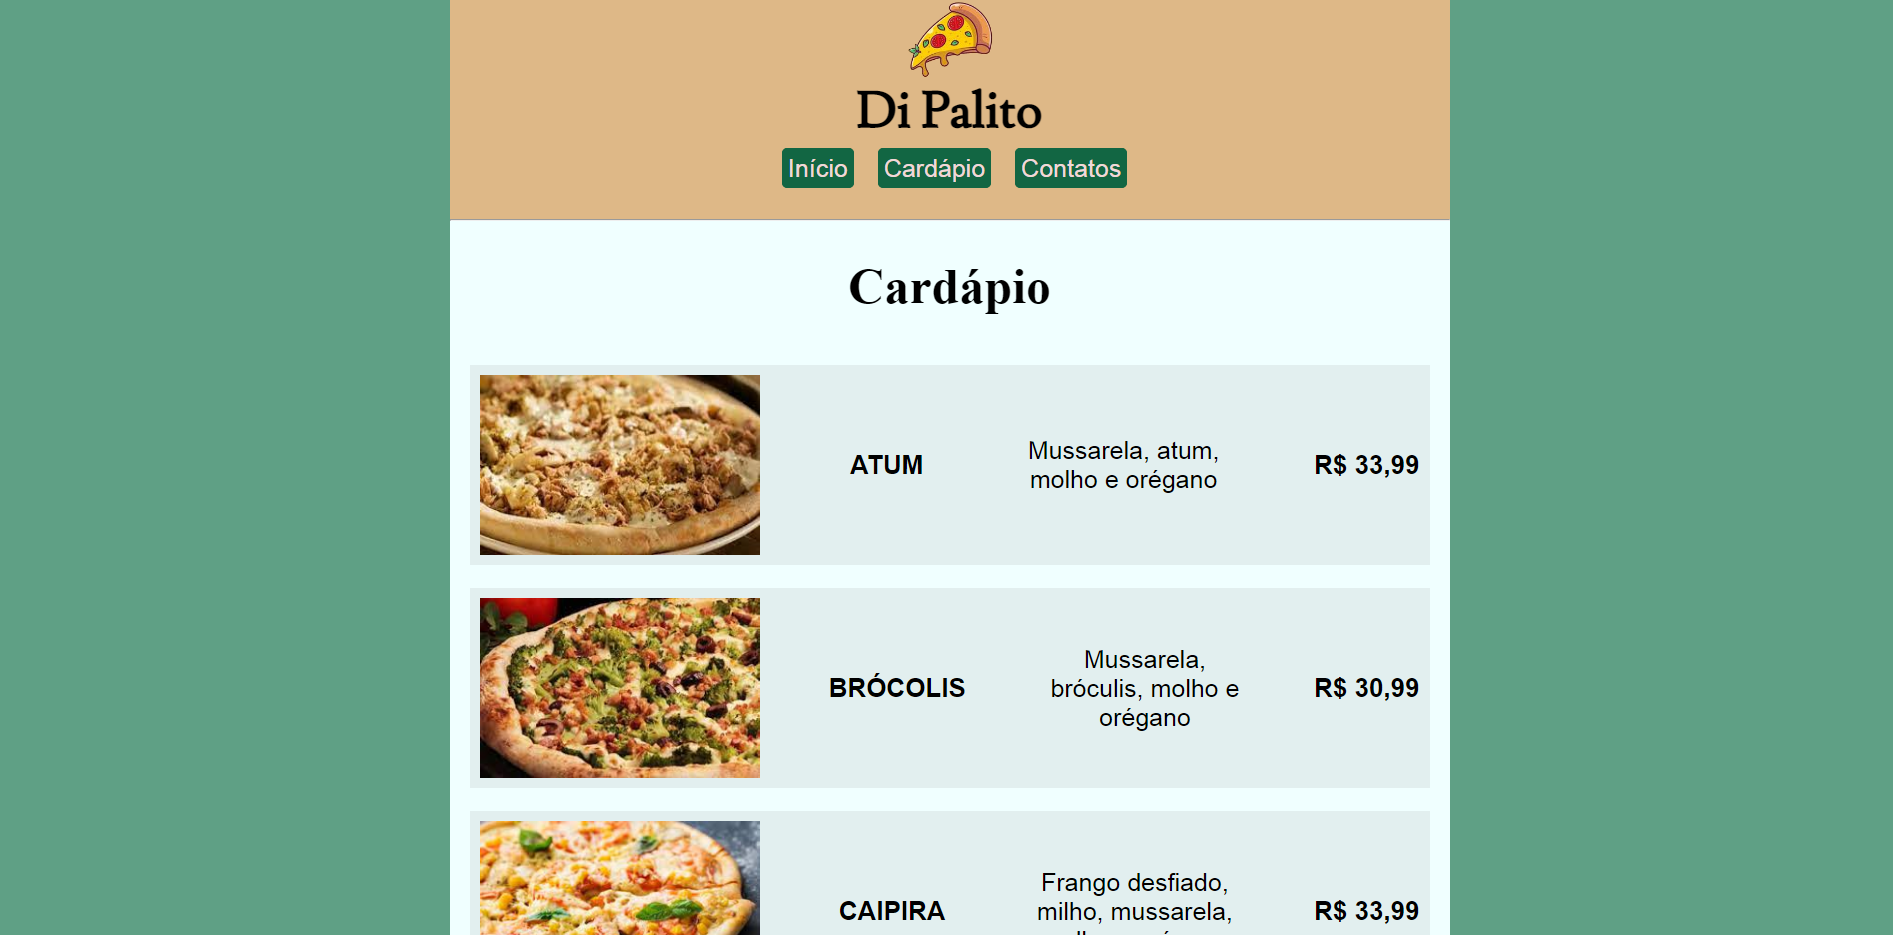 Di Palito
Início Cardápio Contatos
Cardápio
ATUM
Mussarela, atum,
molho e orégano
R$ 33,99
BRÓCOLIS
Mussarela,
bróculis, molho e
orégano
R$ 30,99
CAIPIRA
Frango desfiado,
milho, mussarela,
R$ 33,99